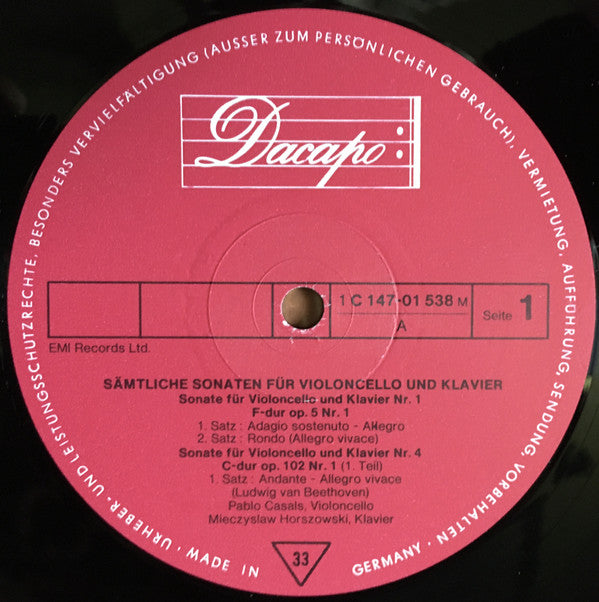 URHEBER- UND LEISTUNGSSCHUTZRECHTE, BESONDERS VERVIELFÄLTIGUNG (AUSSER ZUM PERSÖNLICHEN GEBRAUCH), VERMIETUNG, AUFFÜHRUNG, SENDUNG, VORBEHALTEN · MADE IN GERMANY ·
Dacapo
1 C 147-01 538 M
A
Seite 1
EMI Records Ltd.
SÄMTLICHE SONATEN FÜR VIOLONCELLO UND KLAVIER
Sonate für Violoncello und Klavier Nr. 1
F-dur op. 5 Nr. 1
1. Satz : Adagio sostenuto - Allegro
2. Satz : Rondo (Allegro vivace)
Sonate für Violoncello und Klavier Nr. 4
C-dur op. 102 Nr. 1 (1. Teil)
1. Satz : Andante - Allegro vivace
(Ludwig van Beethoven)
Pablo Casals, Violoncello
Mieczyslaw Horszowski, Klavier
33